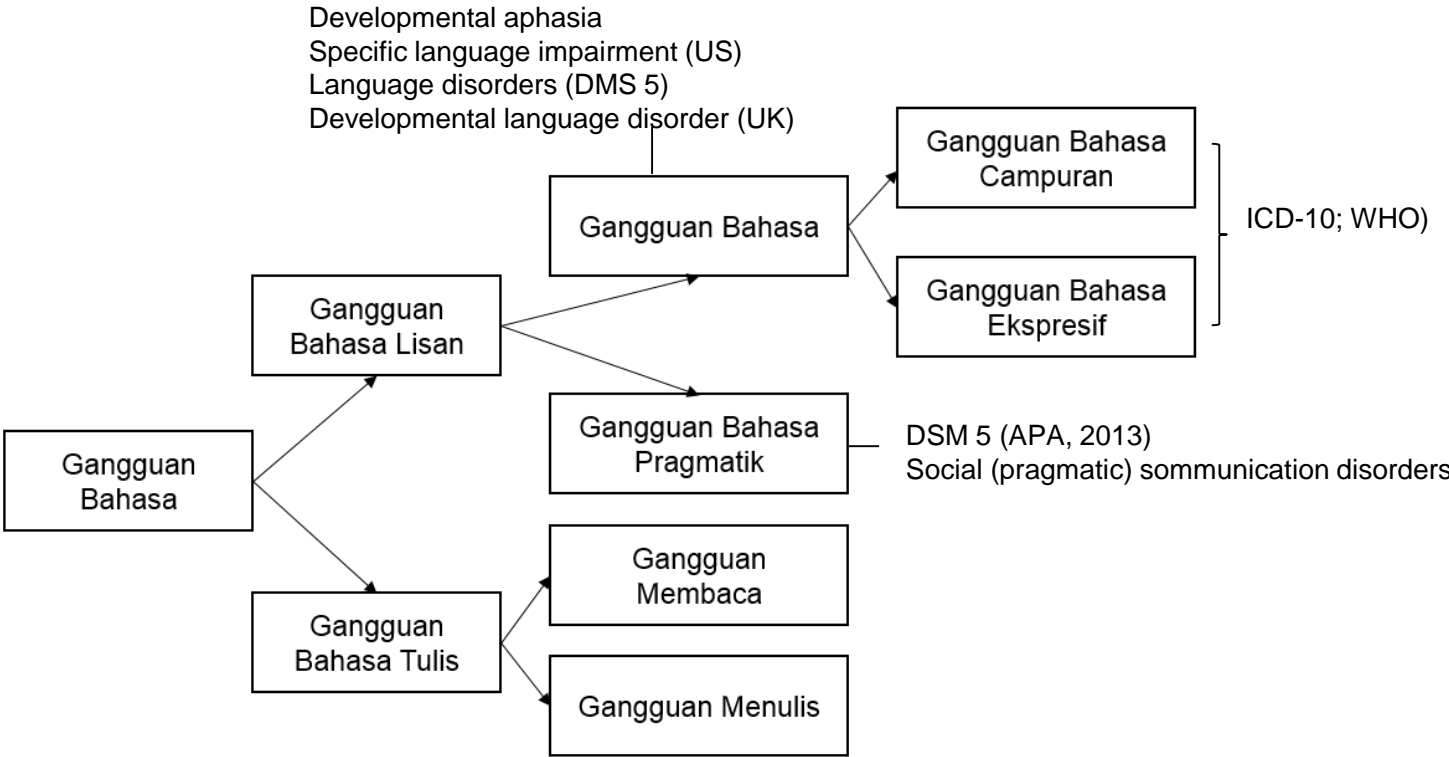 Developmental aphasia
Specific language impairment (US)
Language disorders (DMS 5)
Developmental language disorder (UK)
Gangguan Bahasa
Campuran
Gangguan Bahasa
ICD-10; WHO)
Gangguan Bahasa
Ekspresif
Gangguan
Bahasa Lisan
Gangguan Bahasa
Pragmatik
DSM 5 (APA, 2013)
Social (pragmatic) sommunication disorders
Gangguan
Bahasa
Gangguan
Membaca
Gangguan
Bahasa Tulis
Gangguan Menulis